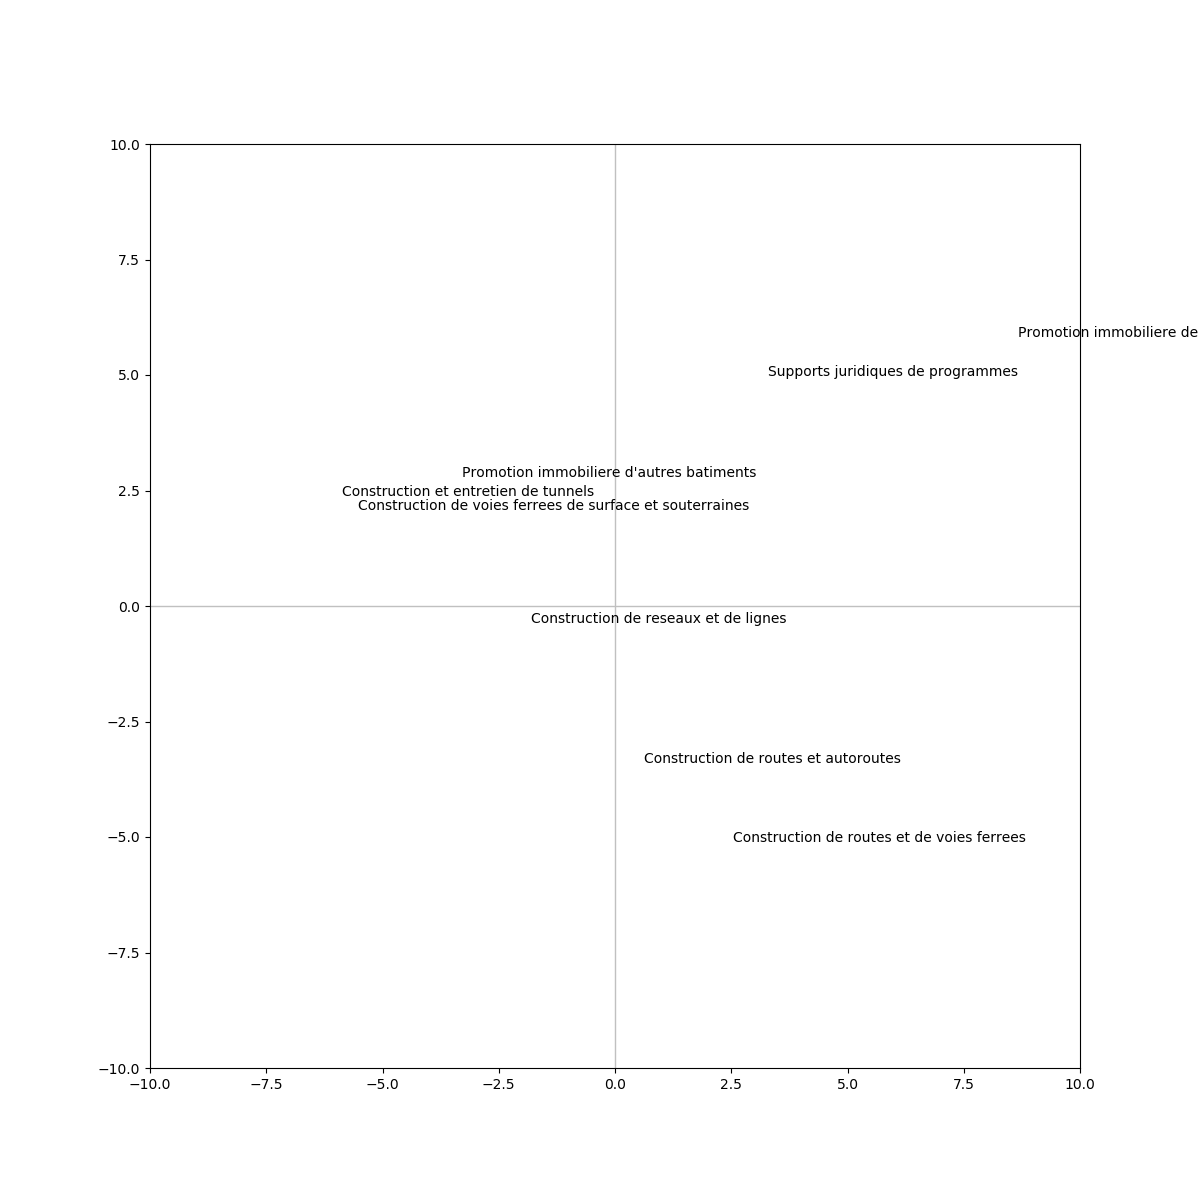 10.0
7.5
Promotion immobiliere de
5.0
Supports juridiques de programmes
Promotion immobiliere d'autres batiments
2.5
Construction et entretien de tunnels
Construction de voies ferrees de surface et souterraines
0.0
Construction de reseaux et de lignes
−2.5
Construction de routes et autoroutes
−5.0
Construction de routes et de voies ferrees
−7.5
−10.0
−10.0 −7.5 −5.0 −2.5 0.0 2.5 5.0 7.5 10.0